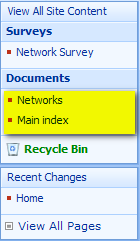 View All Site Content
Surveys
Network Survey
Documents
Networks
Main index
Recycle Bin
Recent Changes
Home
View All Pages